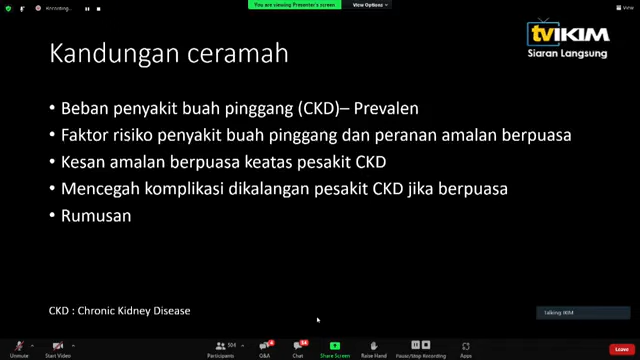 Recording...
You are viewing Presenter's screen
View Options
View
tvIKIM
Siaran Langsung
Kandungan ceramah
• Beban penyakit buah pinggang (CKD)– Prevalen
• Faktor risiko penyakit buah pinggang dan peranan amalan berpuasa
• Kesan amalan berpuasa keatas pesakit CKD
• Mencegah komplikasi dikalangan pesakit CKD jika berpuasa
• Rumusan
CKD : Chronic Kidney Disease
Talking: IKIM
504
Unmute
Start Video
Participants
Q&A
Chat
Share Screen
Raise Hand
Pause/Stop Recording
Apps
Leave